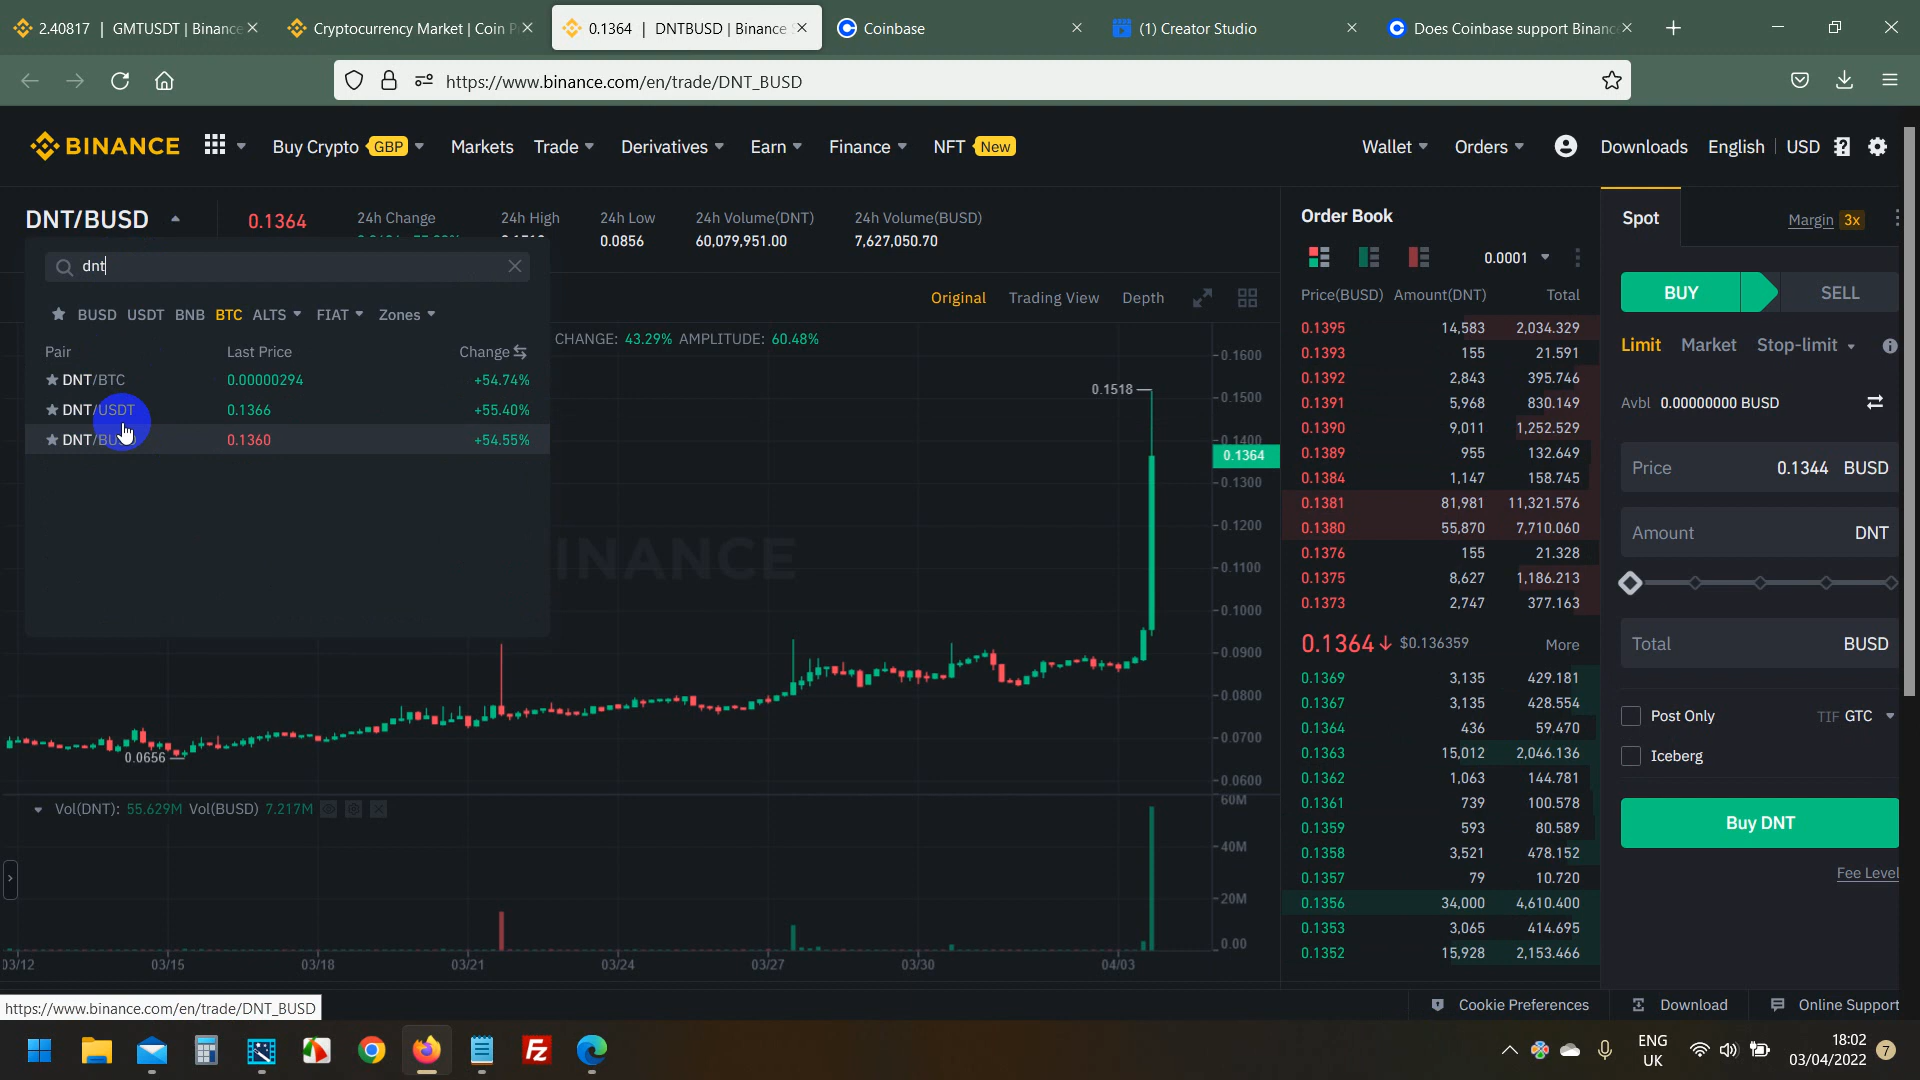 2.40817 | GMTUSDT | Binance
Cryptocurrency Market | Coin P
0.1364 | DNTBUSD | Binance S
Coinbase
(1) Creator Studio
Does Coinbase support Binanc
https://www.binance.com/en/trade/DNT_BUSD
BINANCE
Buy Crypto GBP
Markets
Trade
Derivatives
Earn
Finance
NFT New
Wallet
Orders
Downloads
English
USD
DNT/BUSD
0.1364
24h Change
24h High
24h Low
0.0856
24h Volume(DNT)
60,079,951.00
24h Volume(BUSD)
7,627,050.70
dnt
BUSD USDT BNB BTC ALTS FIAT Zones
Pair Last Price Change
DNT/BTC 0.00000294 +54.74%
DNT/USDT 0.1366 +55.40%
DNT/BUSD 0.1360 +54.55%
Original Trading View Depth
CHANGE: 43.29% AMPLITUDE: 60.48%
INANCE
0.1518
0.0656
0.1600
0.1500
0.1400
0.1364
0.1300
0.1200
0.1100
0.1000
0.0900
0.0800
0.0700
0.0600
Vol(DNT): 55.629M Vol(BUSD) 7.217M
60M
40M
20M
0.00
03/12 03/15 03/18 03/21 03/24 03/27 03/30 04/03
Order Book
0.0001
Price(BUSD) Amount(DNT) Total
0.1395 14,583 2,034.329
0.1393 155 21.591
0.1392 2,843 395.746
0.1391 5,968 830.149
0.1390 9,011 1,252.529
0.1389 955 132.649
0.1384 1,147 158.745
0.1381 81,981 11,321.576
0.1380 55,870 7,710.060
0.1376 155 21.328
0.1375 8,627 1,186.213
0.1373 2,747 377.163
0.1364 $0.136359 More
0.1369 3,135 429.181
0.1367 3,135 428.554
0.1364 436 59.470
0.1363 15,012 2,046.136
0.1362 1,063 144.781
0.1361 739 100.578
0.1359 593 80.589
0.1358 3,521 478.152
0.1357 79 10.720
0.1356 34,000 4,610.400
0.1353 3,065 414.695
0.1352 15,928 2,153.466
Spot
Margin 3x
BUY
SELL
Limit Market Stop-limit
Avbl 0.00000000 BUSD
Price 0.1344 BUSD
Amount DNT
Total BUSD
Post Only
TIF GTC
Iceberg
Buy DNT
Fee Level
https://www.binance.com/en/trade/DNT_BUSD
Cookie Preferences
Download
Online Support
Fz
ENG
UK
18:02
03/04/2022
7